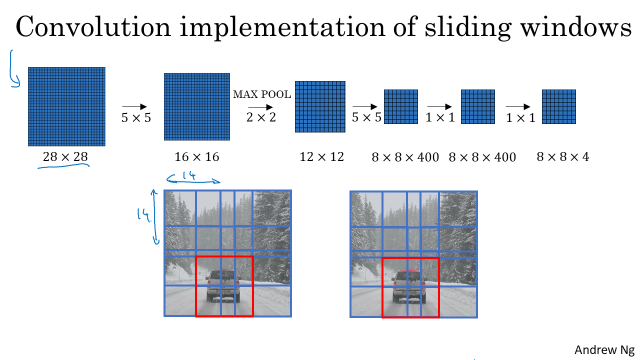 Convolution implementation of sliding windows
MAX POOL
5 × 5
2 × 2
5 × 5
1 × 1
1 × 1
28 × 28
16 × 16
12 × 12
8 × 8 × 400
8 × 8 × 400
8 × 8 × 4
14
14
Andrew Ng